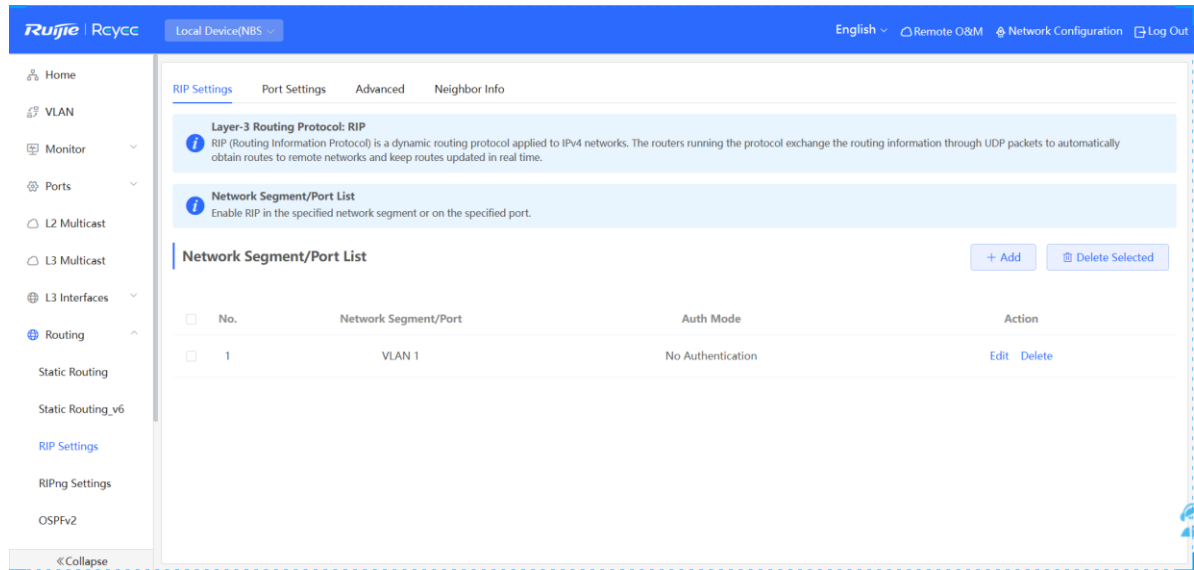 Ruijie | Rcycc
Local Device(NBS
English
Remote O&M
Network Configuration
Log Out
Home
VLAN
Monitor
Ports
L2 Multicast
L3 Multicast
L3 Interfaces
Routing
Static Routing
Static Routing_v6
RIP Settings
RIPng Settings
OSPFv2
«Collapse
RIP Settings Port Settings Advanced Neighbor Info
Layer-3 Routing Protocol: RIP
RIP (Routing Information Protocol) is a dynamic routing protocol applied to IPv4 networks. The routers running the protocol exchange the routing information through UDP packets to automatically
obtain routes to remote networks and keep routes updated in real time.
Network Segment/Port List
Enable RIP in the specified network segment or on the specified port.
Network Segment/Port List
+ Add
Delete Selected
No. Network Segment/Port Auth Mode Action
1 VLAN 1 No Authentication Edit Delete